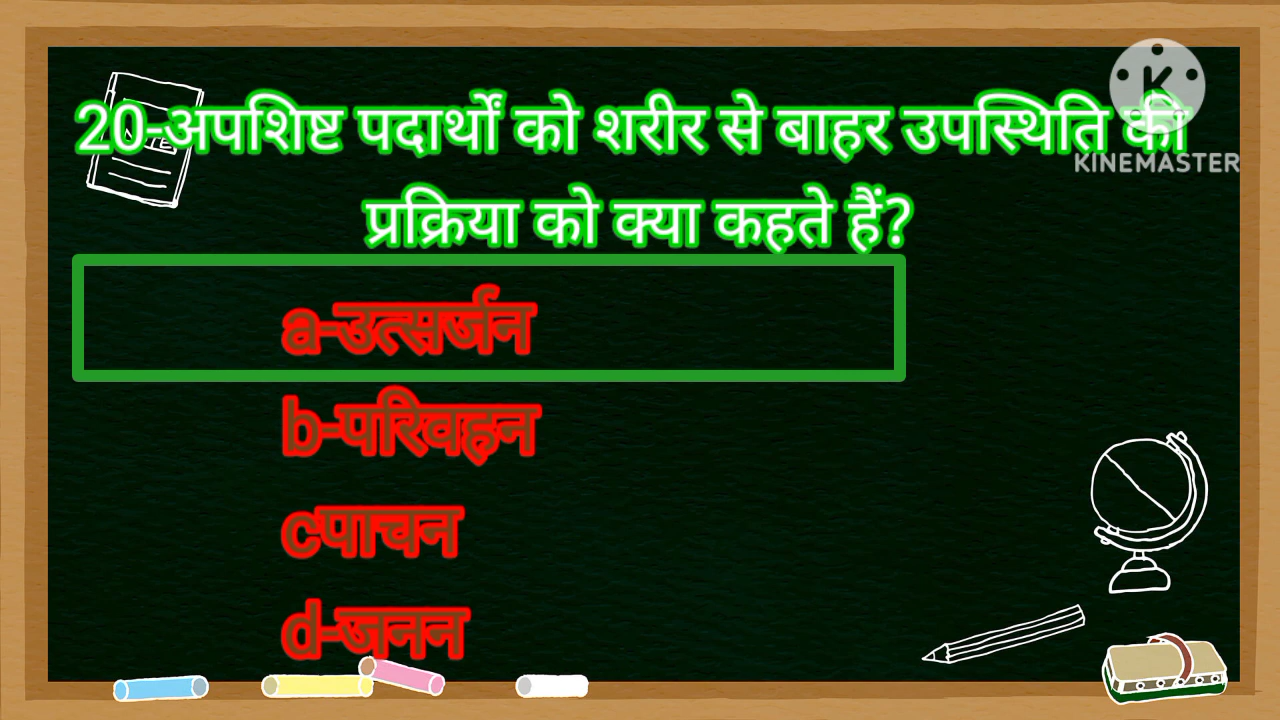 20-अपशिष्ट पदार्थों को शरीर से बाहर उपस्थिति की
KINEMASTER
प्रक्रिया को क्या कहते हैं?
a-उत्सर्जन
b-परिवहन
cपाचन
d-जनन